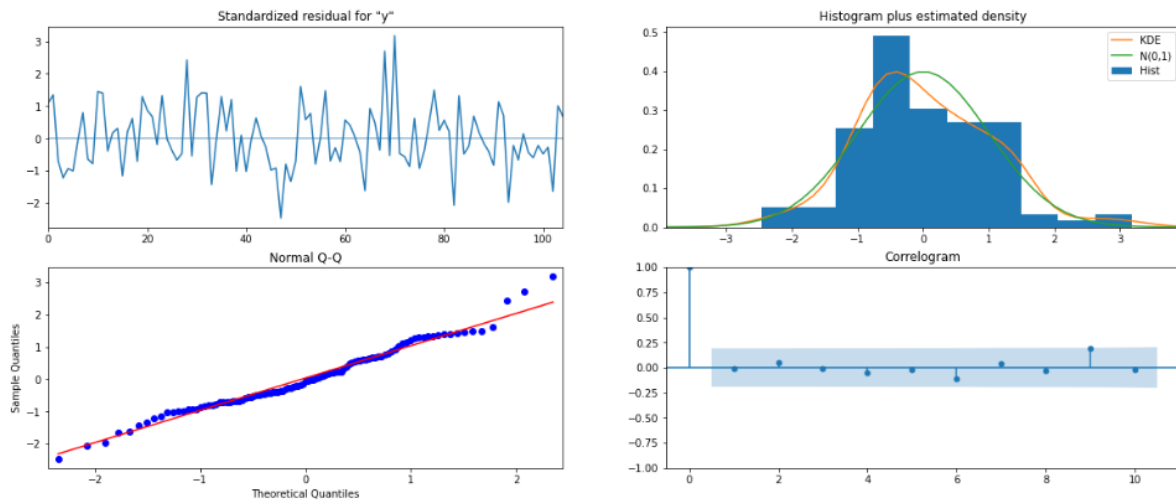 Standardized residual for "y"
3
2
1
0
−1
−2
0 20 40 60 80 100
Histogram plus estimated density
0.5
0.4
0.3
0.2
0.1
0.0
−3 −2 −1 0 1 2 3
KDE
N(0,1)
Hist
Normal Q-Q
Sample Quantiles
3
2
1
0
−1
−2
−2 −1 0 1 2
Theoretical Quantiles
Correlogram
1.00
0.75
0.50
0.25
0.00
−0.25
−0.50
−0.75
−1.00
0 2 4 6 8 10